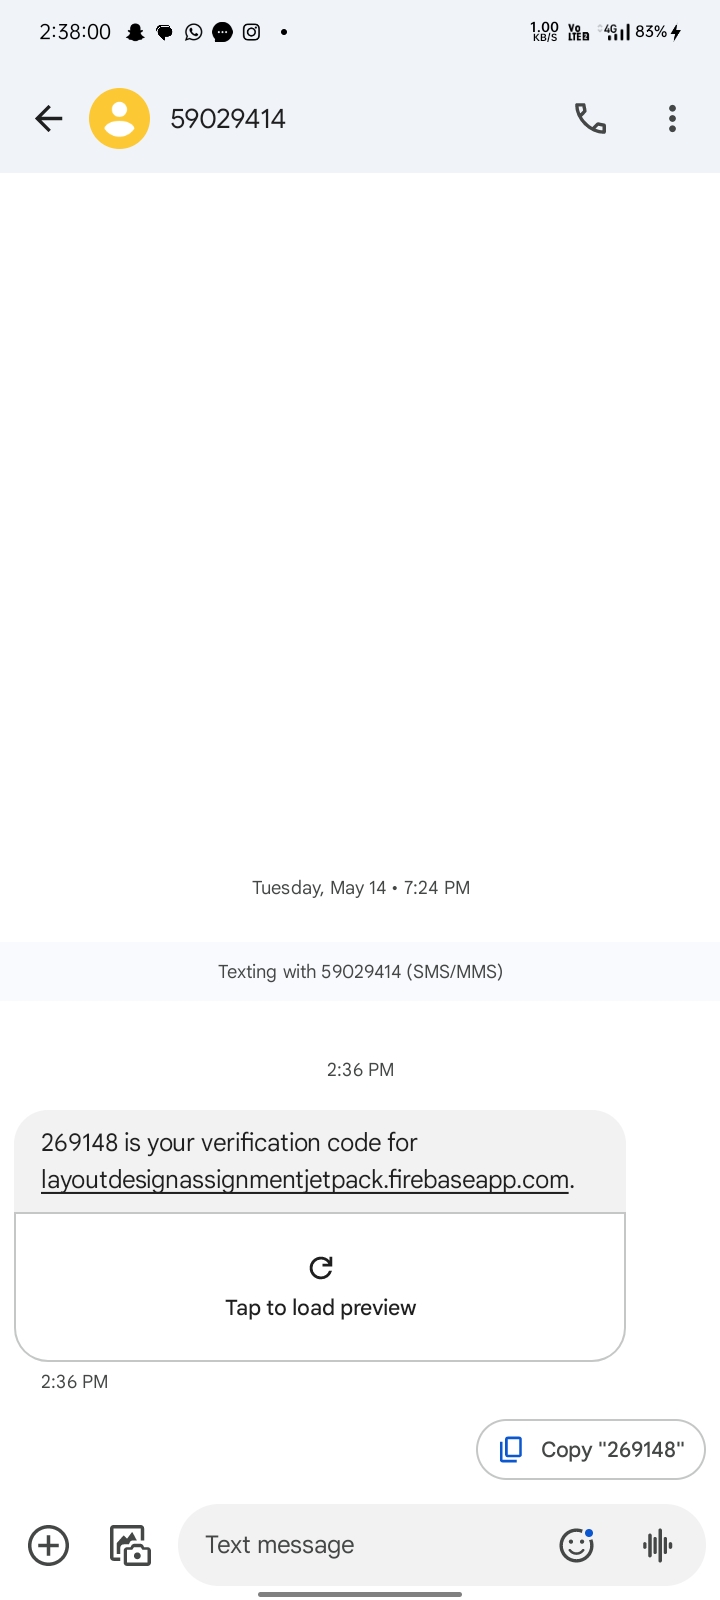 2:38:00
1.00 KB/S
Vo LTE 2
4G
83%
59029414
Tuesday, May 14 • 7:24 PM
Texting with 59029414 (SMS/MMS)
2:36 PM
269148 is your verification code for
layoutdesignassignmentjetpack.firebaseapp.com.
Tap to load preview
2:36 PM
Copy "269148"
Text message